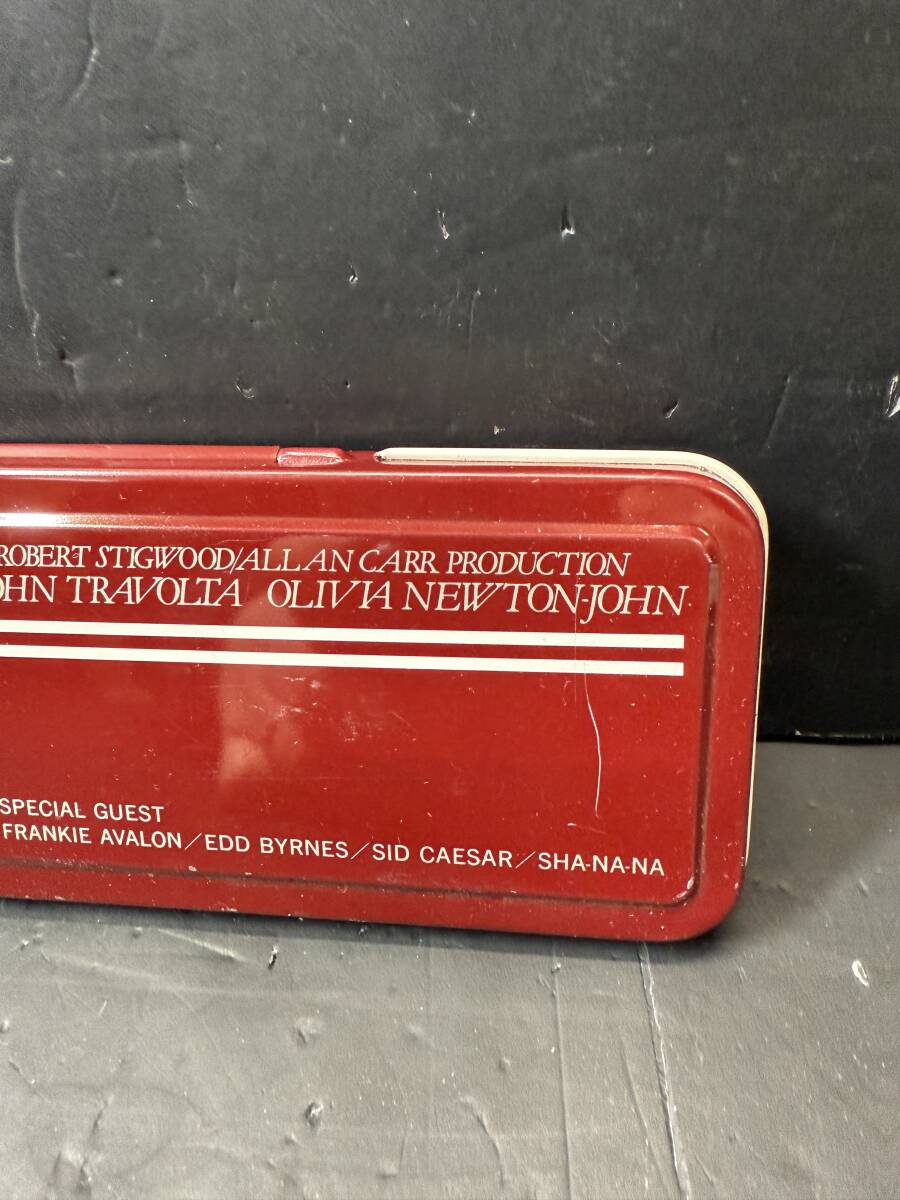 ROBERT STIGWOOD/ALLAN CARR PRODUCTION
OHN TRAVOLTA OLIVIA NEWTON-JOHN
SPECIAL GUEST
FRANKIE AVALON/EDD BYRNES/SID CAESAR/SHA-NA-NA